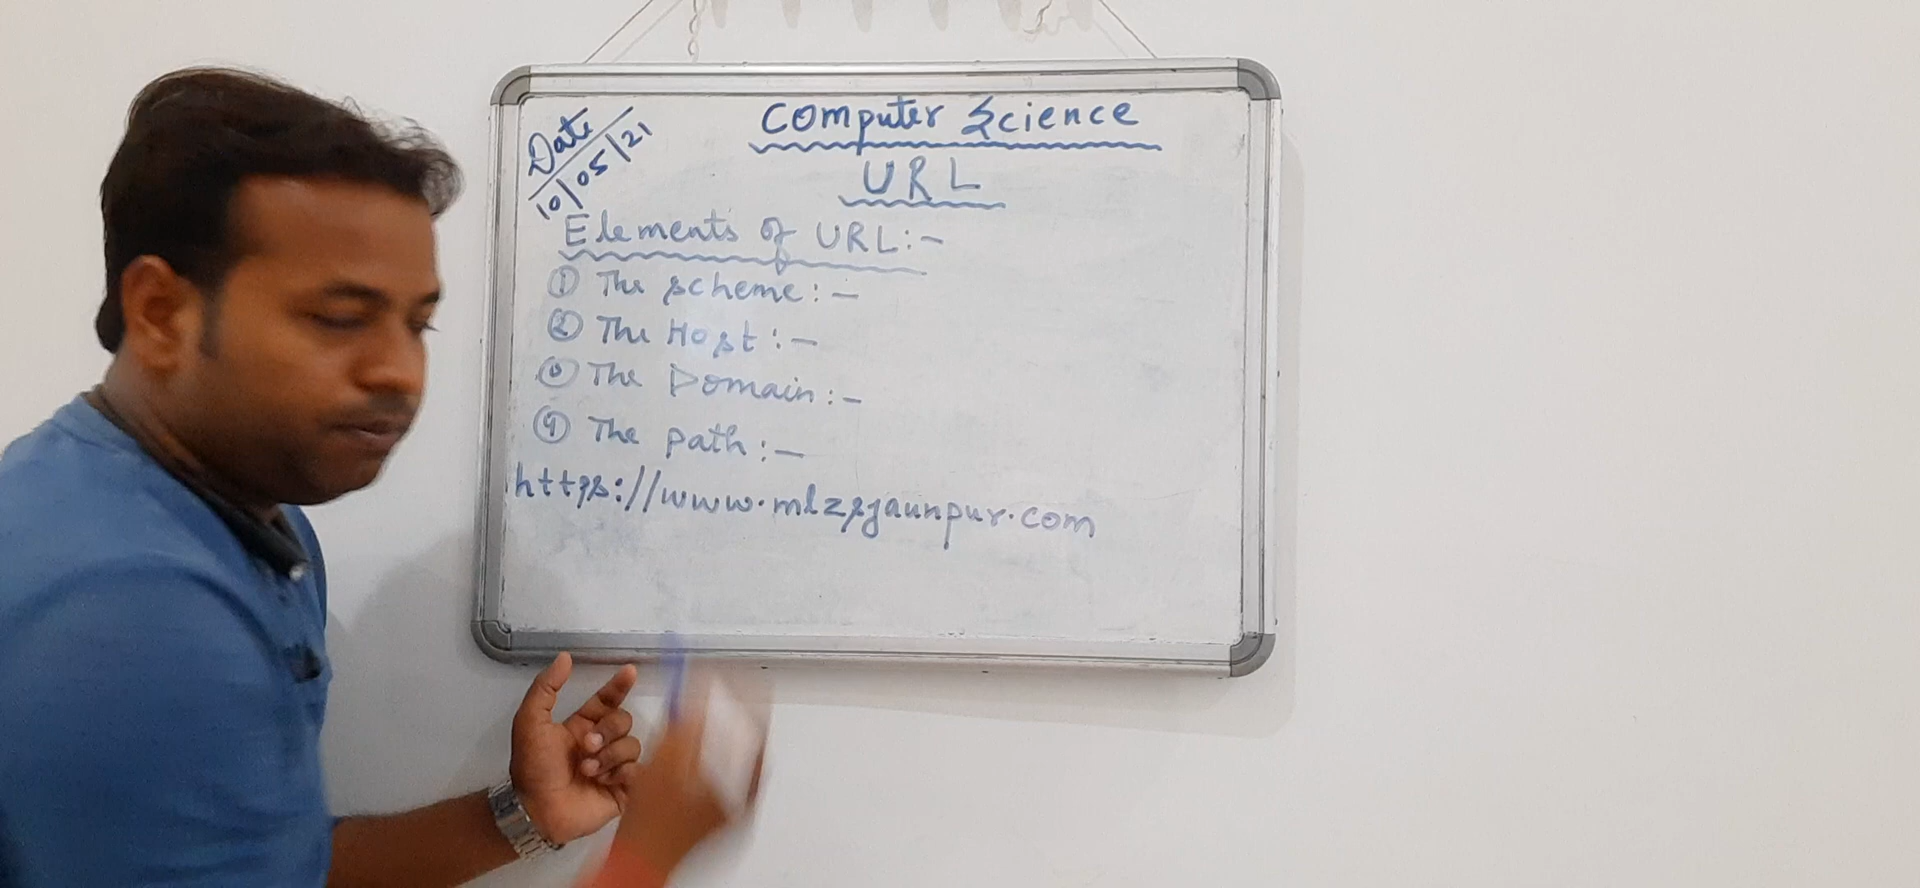 Computer Science
Date
10/05/21
URL
Elements of URL:-
① The scheme:-
② The Host:-
③ The Domain:-
④ The path:-
https://www.mlzsjaunpur.com